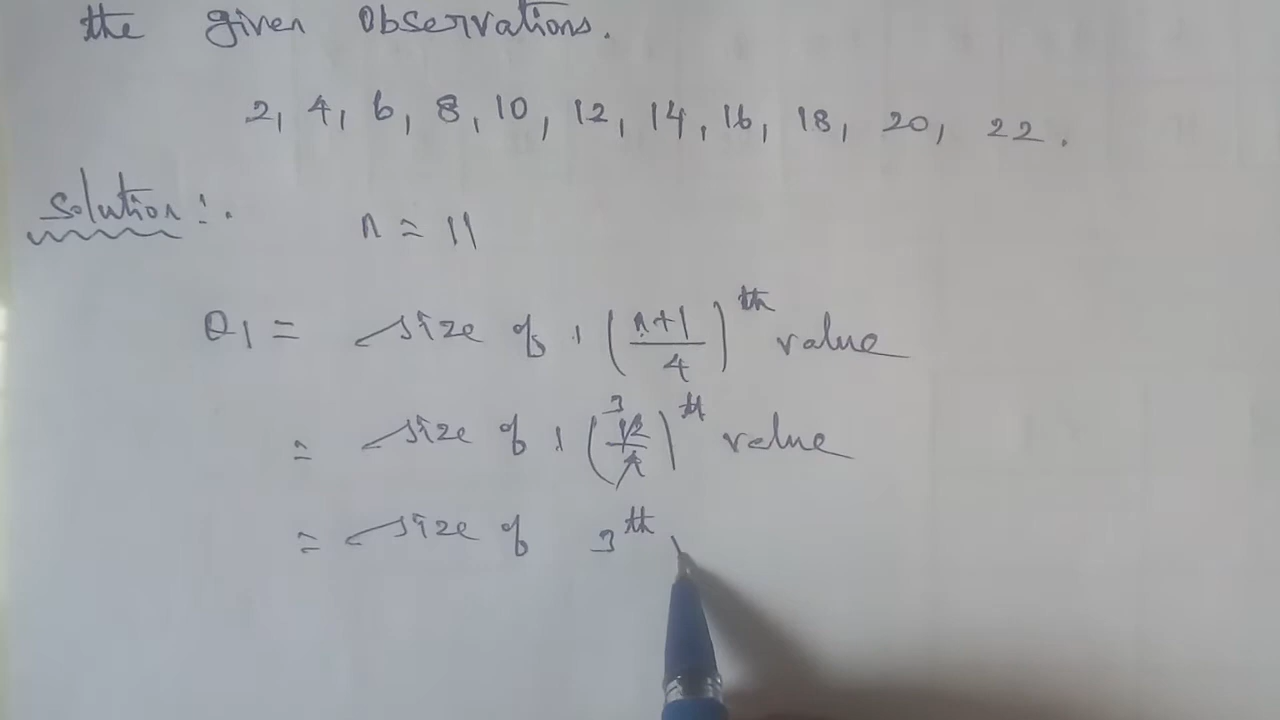 the given Observations.
2, 4, 6, 8, 10, 12, 14, 16, 18, 20, 22.
Solution:.
n = 11
Q1 = size of 1 (n+1/4)th value
= size of 1 (3 12/4)th value
= size of 3th